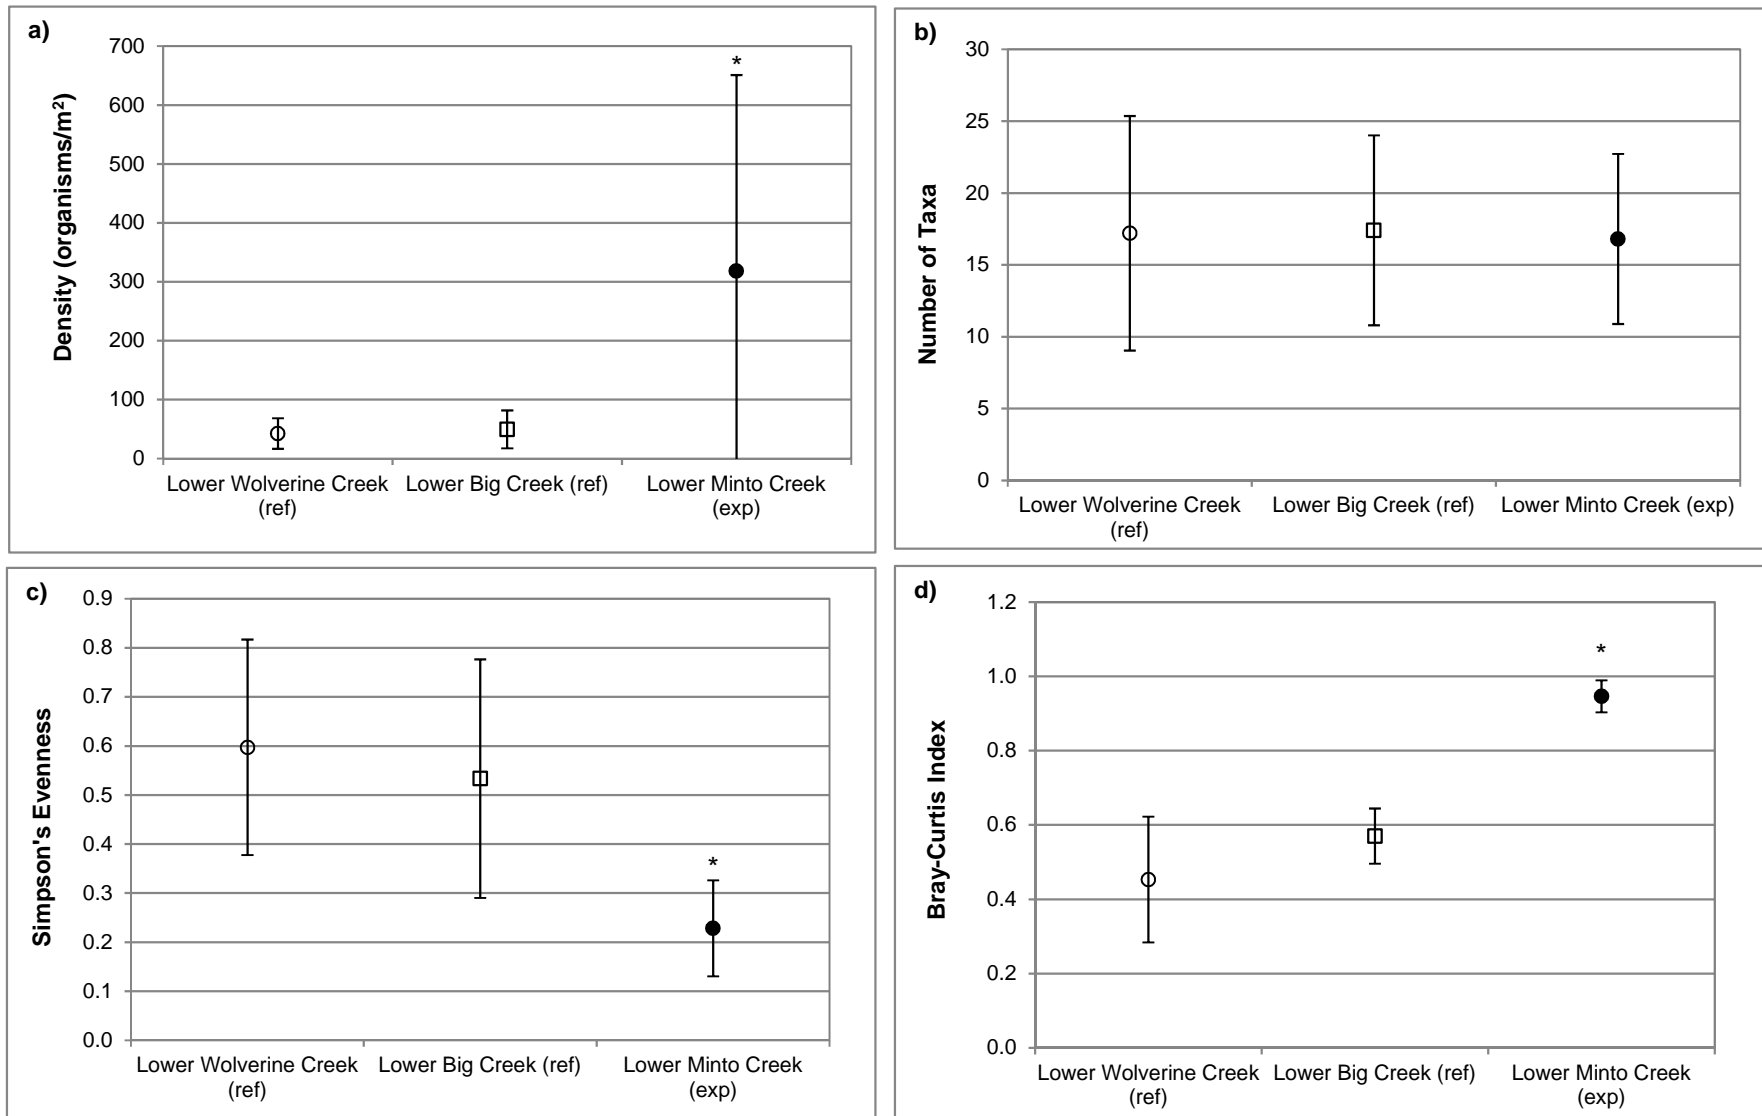 a)
700
600
500
400
300
200
100
0
Density (organisms/m²)
*
Lower Wolverine Creek
(ref)
Lower Big Creek (ref)
Lower Minto Creek
(exp)
b)
30
25
20
15
10
5
0
Number of Taxa
Lower Wolverine Creek
(ref)
Lower Big Creek (ref)
Lower Minto Creek (exp)
c)
0.9
0.8
0.7
0.6
0.5
0.4
0.3
0.2
0.1
0.0
Simpson's Evenness
*
Lower Wolverine Creek
(ref)
Lower Big Creek (ref)
Lower Minto Creek
(exp)
d)
1.2
1.0
0.8
0.6
0.4
0.2
0.0
Bray-Curtis Index
*
Lower Wolverine Creek
(ref)
Lower Big Creek (ref)
Lower Minto Creek
(exp)